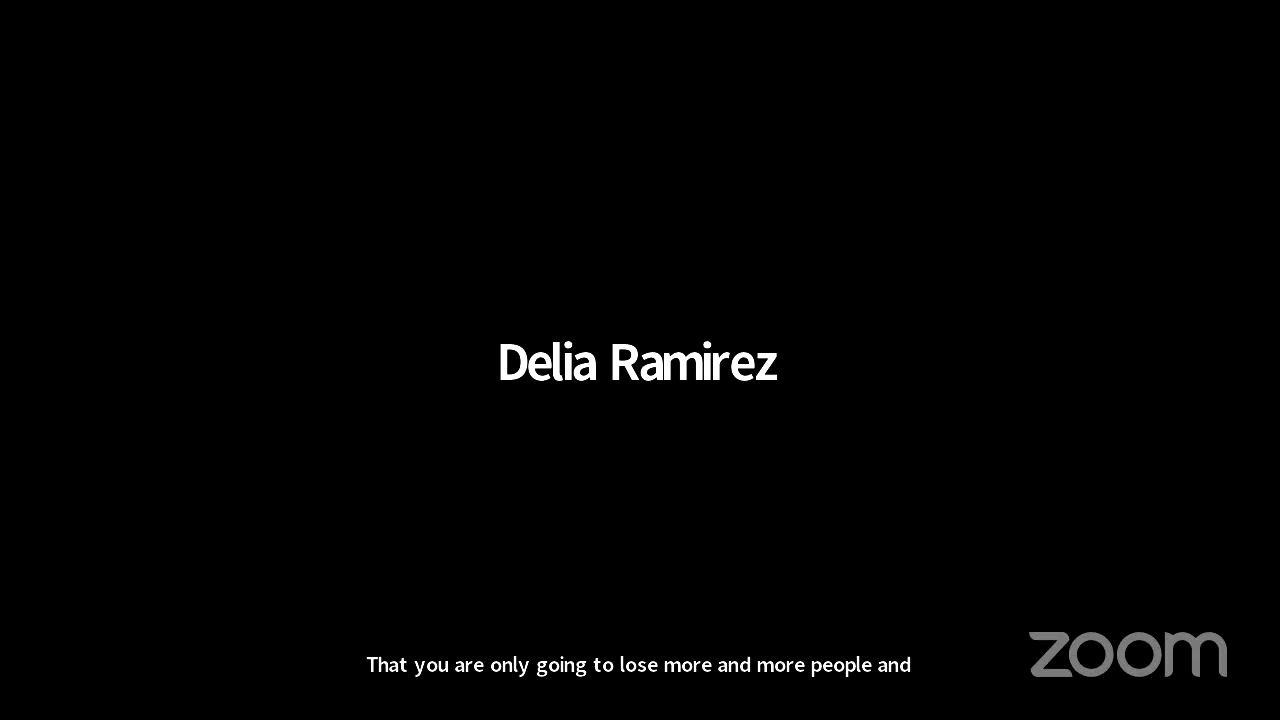 Delia Ramirez
That you are only going to lose more and more people and
zoom